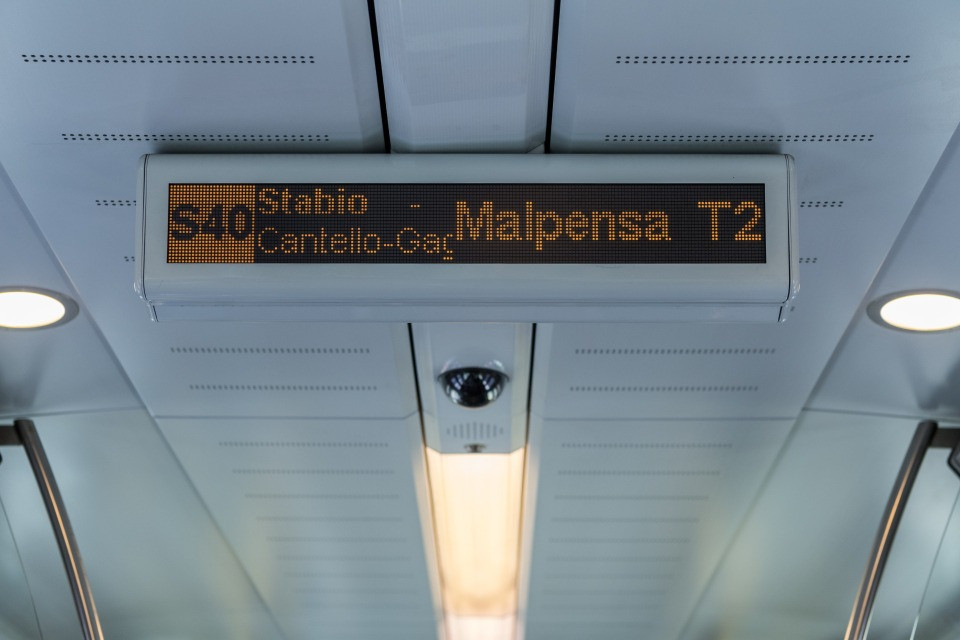 S40
Stabio -
Cantello-Gag
Malpensa T2